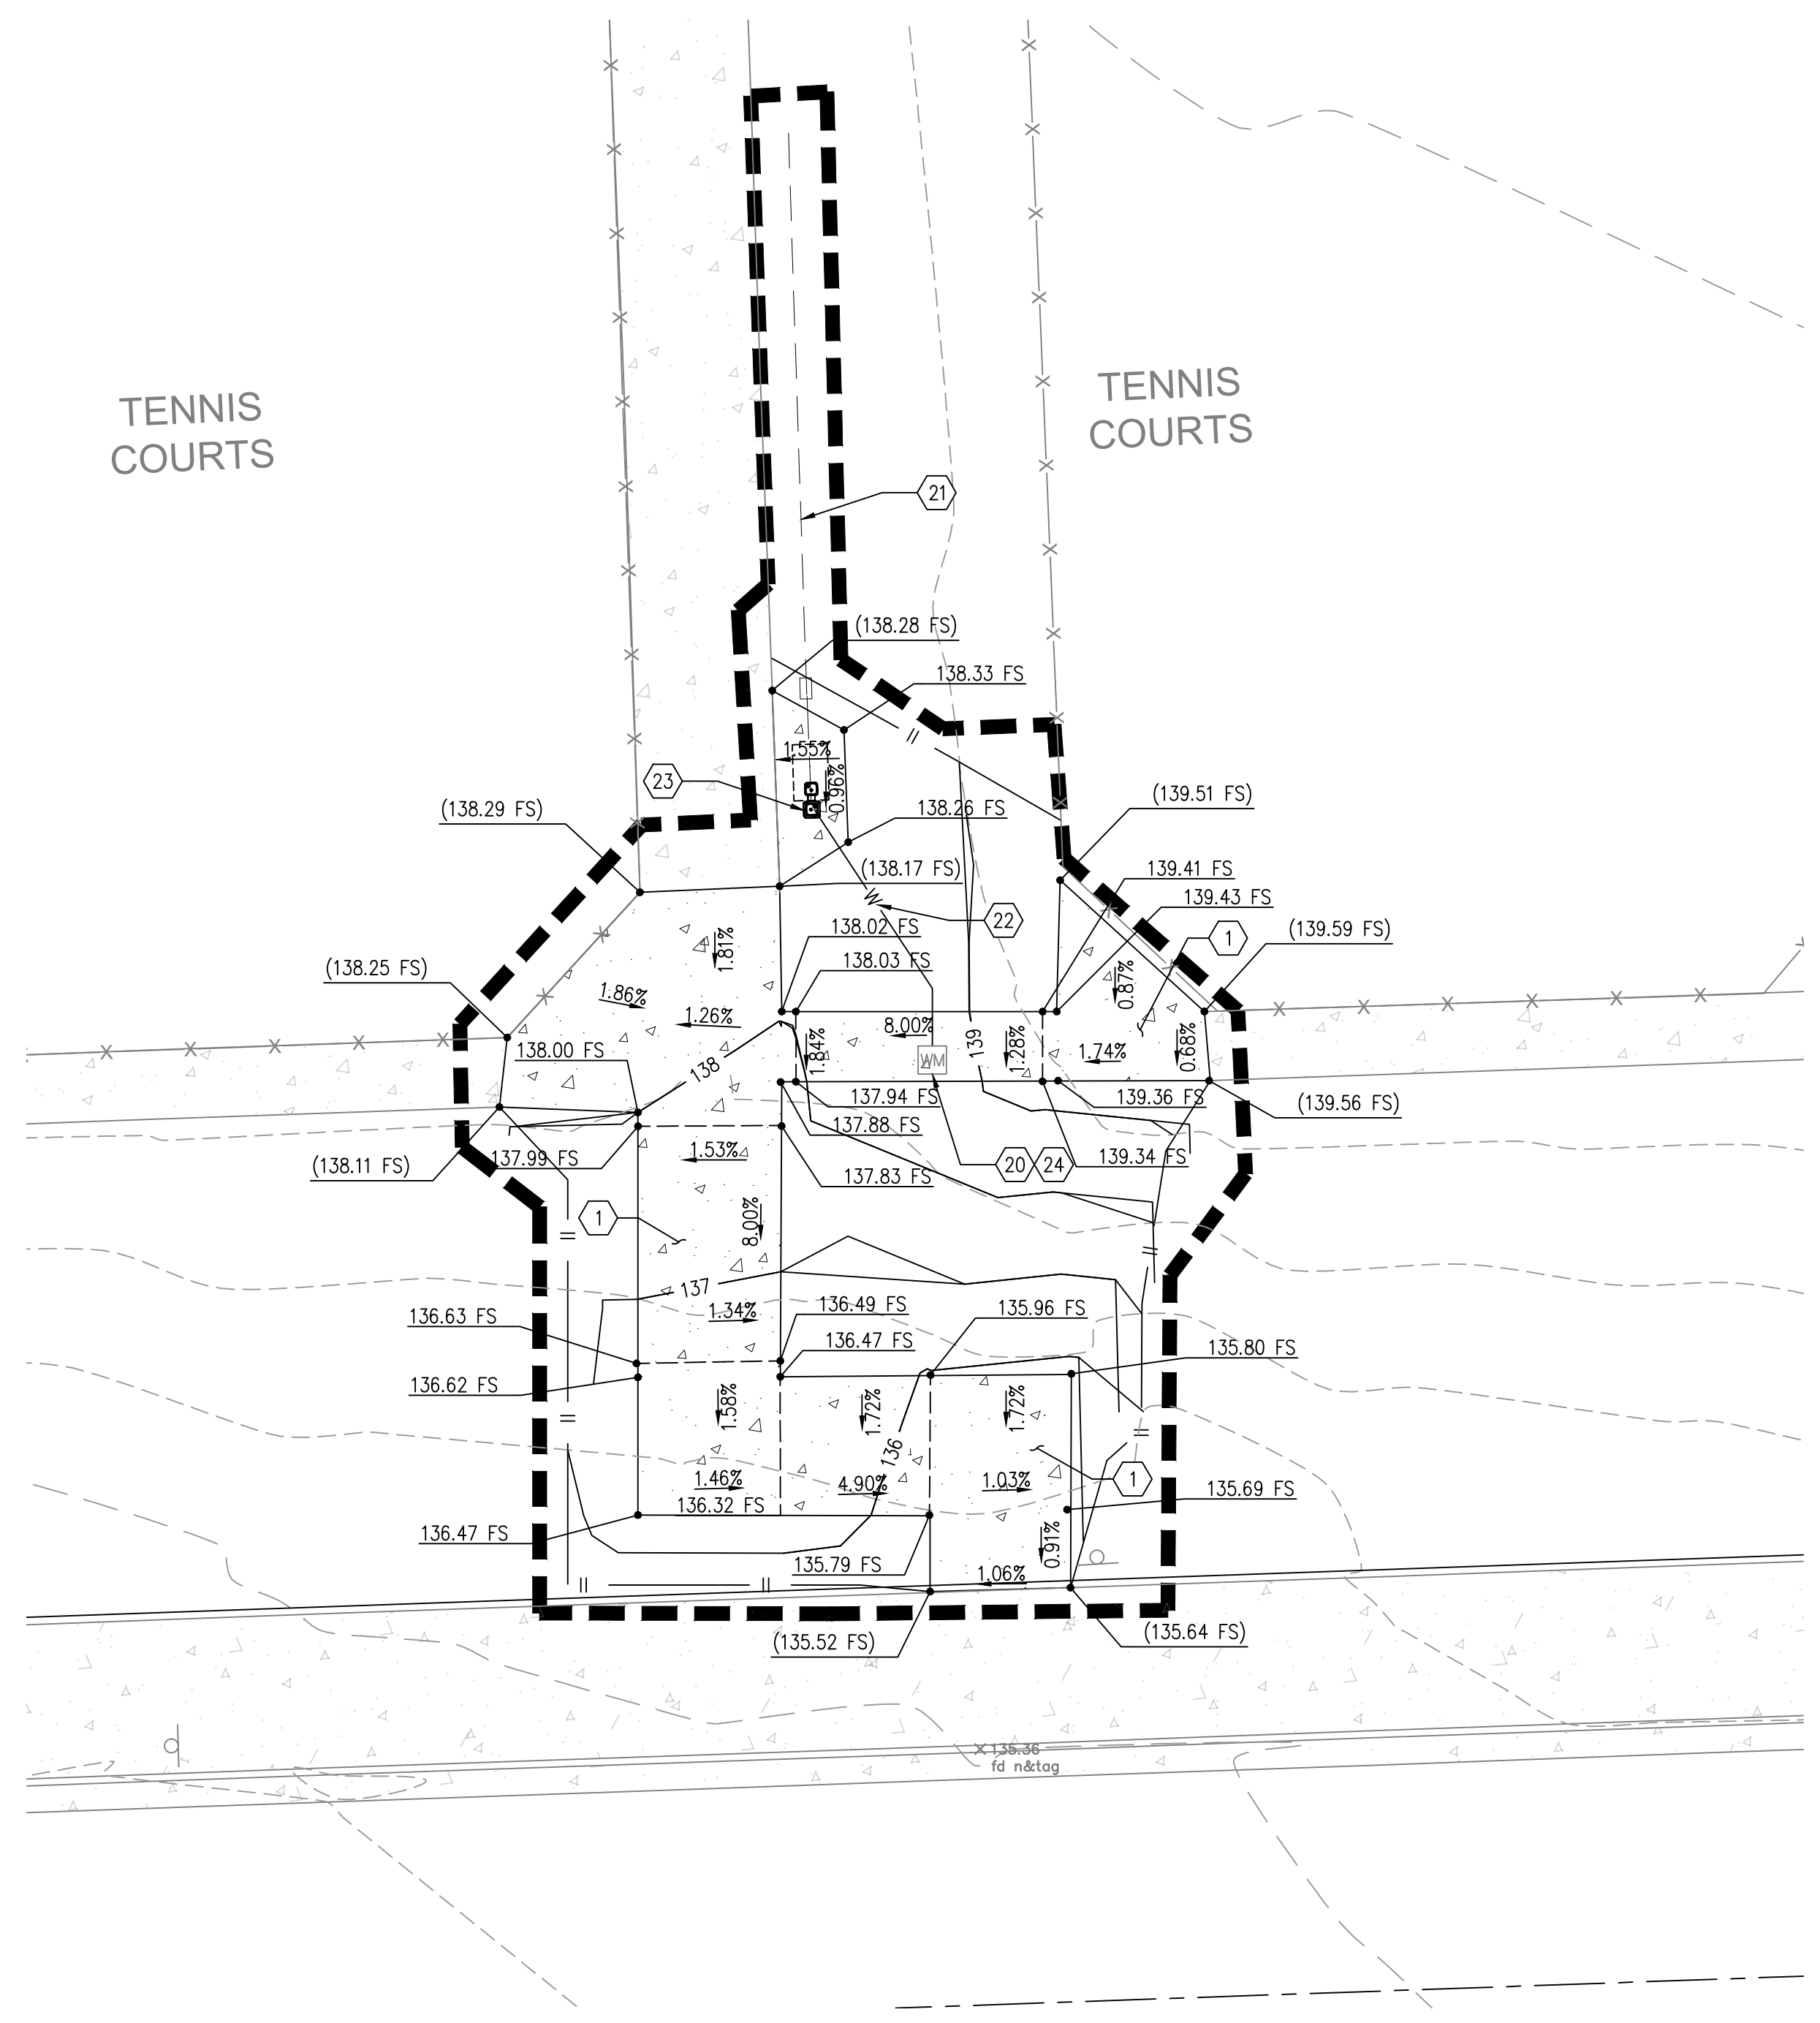 TENNIS
COURTS
TENNIS
COURTS
21
(138.28 FS)
138.33 FS
1.55%
0.96%
23
(138.29 FS)
138.26 FS
(139.51 FS)
(138.17 FS)
139.41 FS
W
22
139.43 FS
138.02 FS
1
(139.59 FS)
1.81%
138.03 FS
(138.25 FS)
0.87%
1.86%
1.26%
8.00%
138.00 FS
138
1.84%
WM
139
1.28%
1.74%
0.68%
137.94 FS
139.36 FS
(139.56 FS)
137.88 FS
1.53%
137.99 FS
(138.11 FS)
137.83 FS
20
24
139.34 FS
1
8.00%
137
1.34%
136.49 FS
135.96 FS
136.63 FS
136.47 FS
135.80 FS
136.62 FS
1.58%
1.72%
1.72%
136
1.46%
4.90%
1.03%
1
136.32 FS
135.69 FS
136.47 FS
135.79 FS
0.91%
1.06%
(135.52 FS)
(135.64 FS)
135.36
fd n&tag